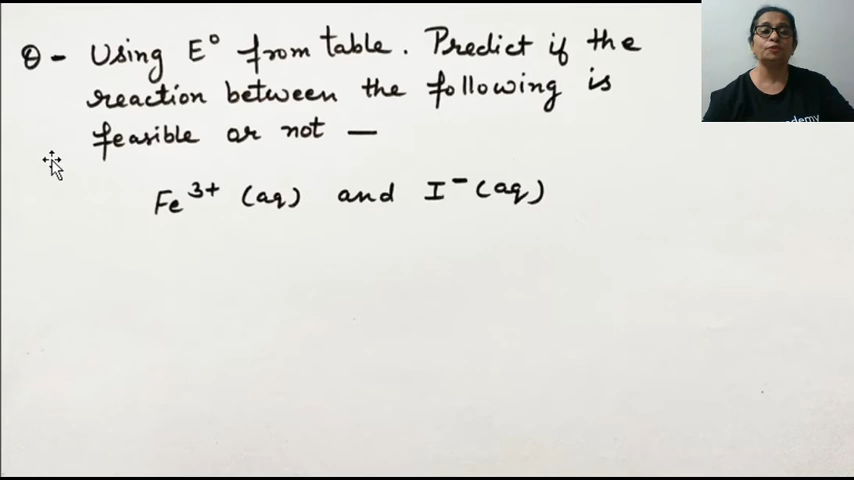 Q - Using E° from table. Predict if the
reaction between the following is
feasible or not —
Fe³⁺ (aq) and I⁻ (aq)